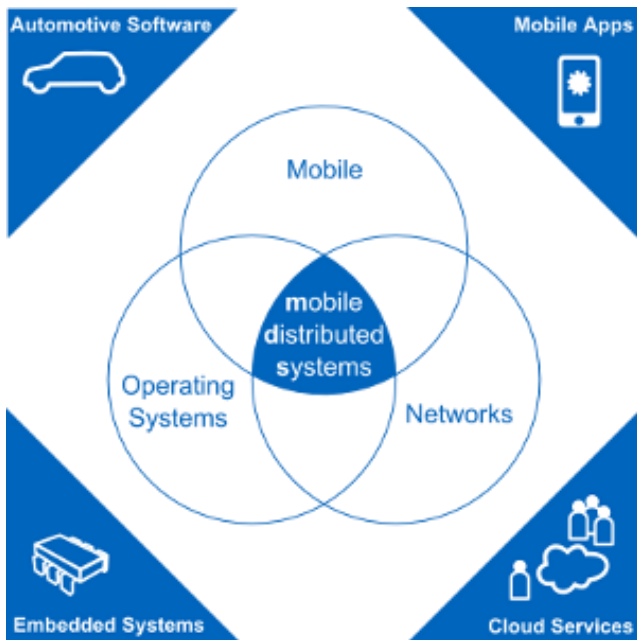 Automotive Software
Mobile Apps
Mobile
mobile
distributed
systems
Operating
Systems
Networks
Embedded Systems
Cloud Services